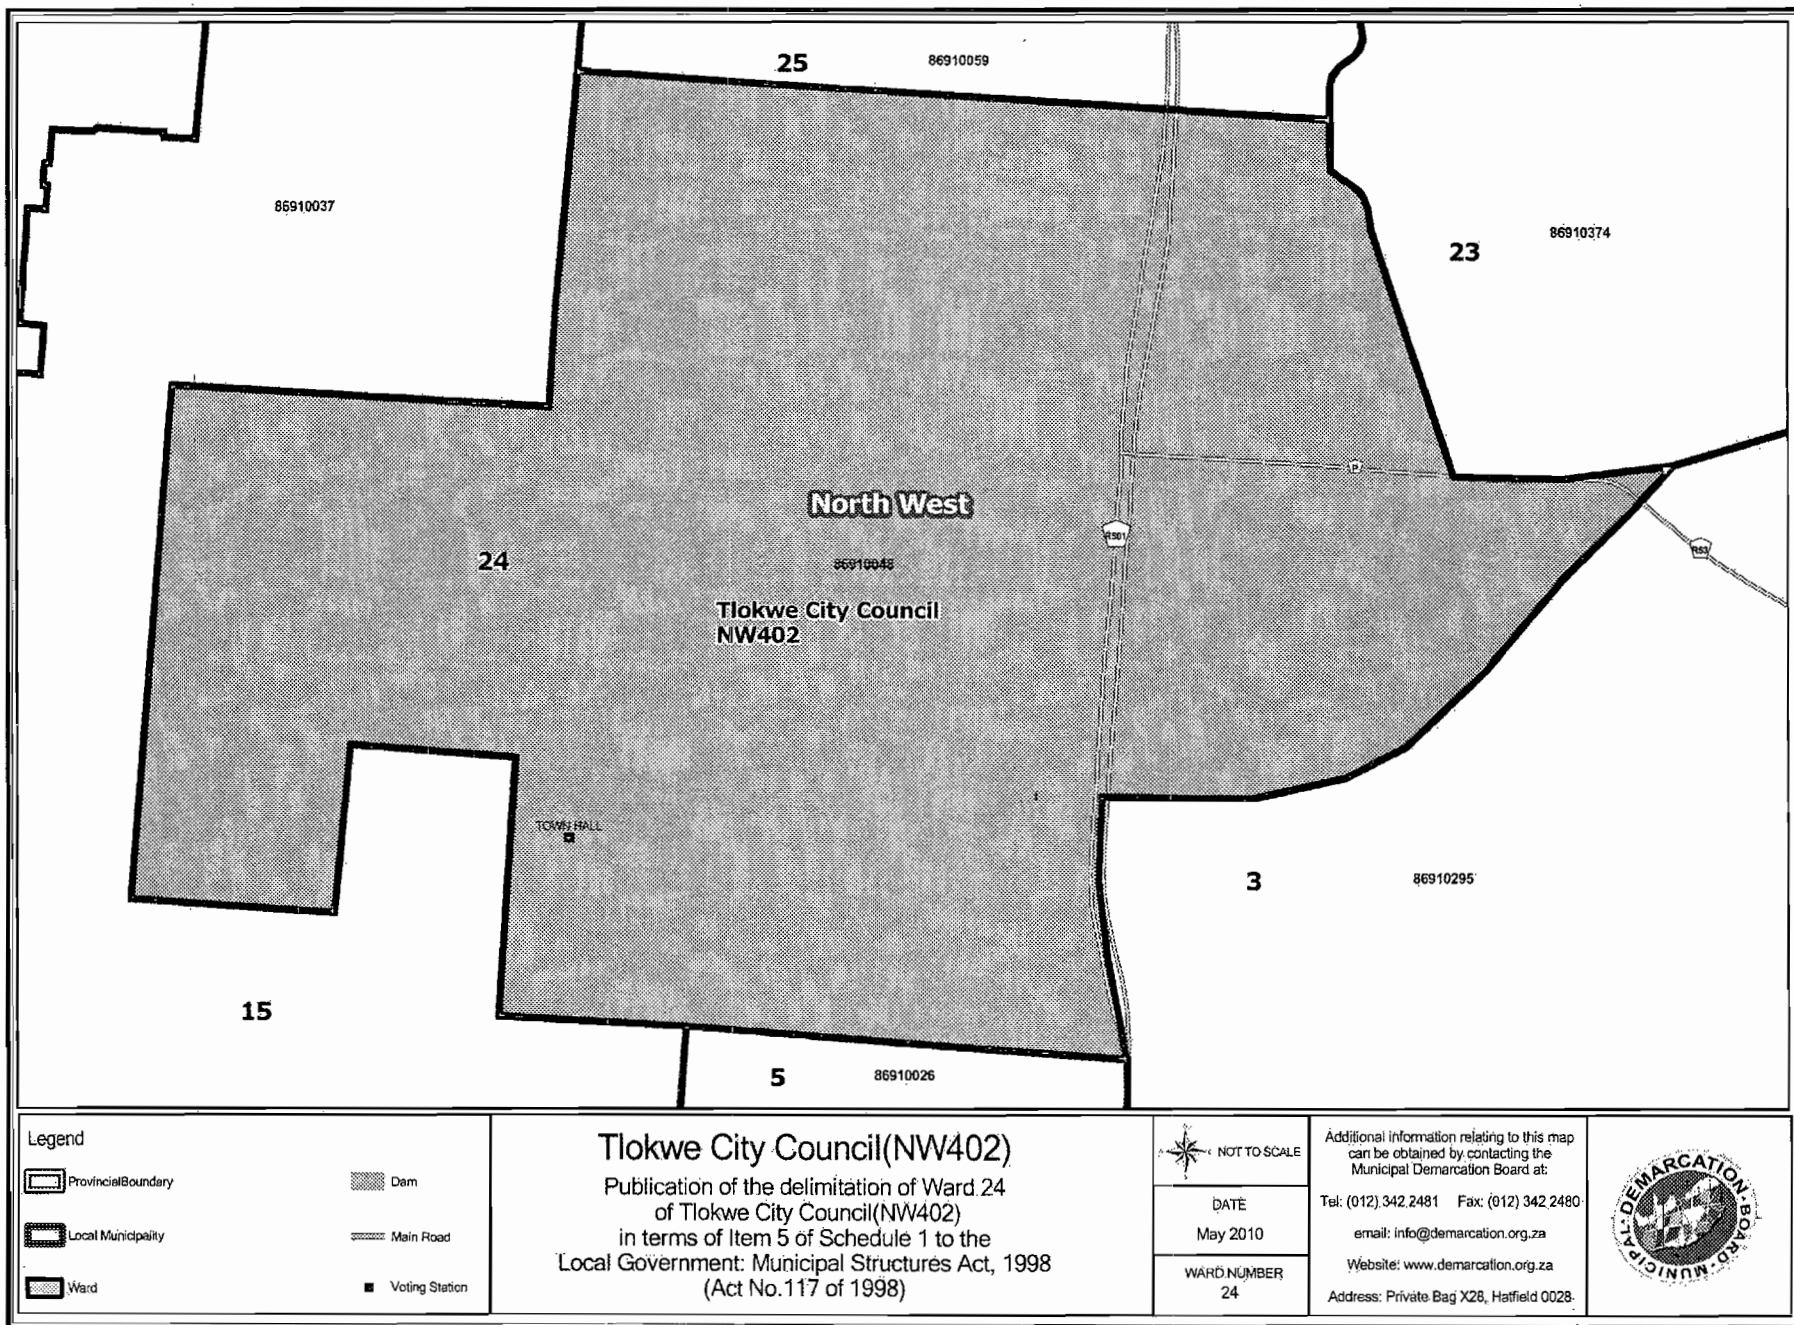 25
86910059
86910037
23
86910374
P
North West
R501
R53
24
86910048
Tlokwe City Council
NW402
TOWN HALL
3
86910295
15
5
86910026
Legend
ProvincialBoundary
Dam
Local Municipality
Main Road
Ward
Voting Station
Tlokwe City Council(NW402)
Publication of the delimitation of Ward 24
of Tlokwe City Council(NW402)
in terms of Item 5 of Schedule 1 to the
Local Government: Municipal Structures Act, 1998
(Act No.117 of 1998)
NOT TO SCALE
DATE
May 2010
WARD NUMBER
24
Additional information relating to this map
can be obtained by contacting the
Municipal Demarcation Board at:
Tel: (012) 342 2481 Fax: (012) 342 2480
email: info@demarcation.org.za
Website: www.demarcation.org.za
Address: Private Bag X28, Hatfield 0028
MUNICIPAL DEMARCATION BOARD